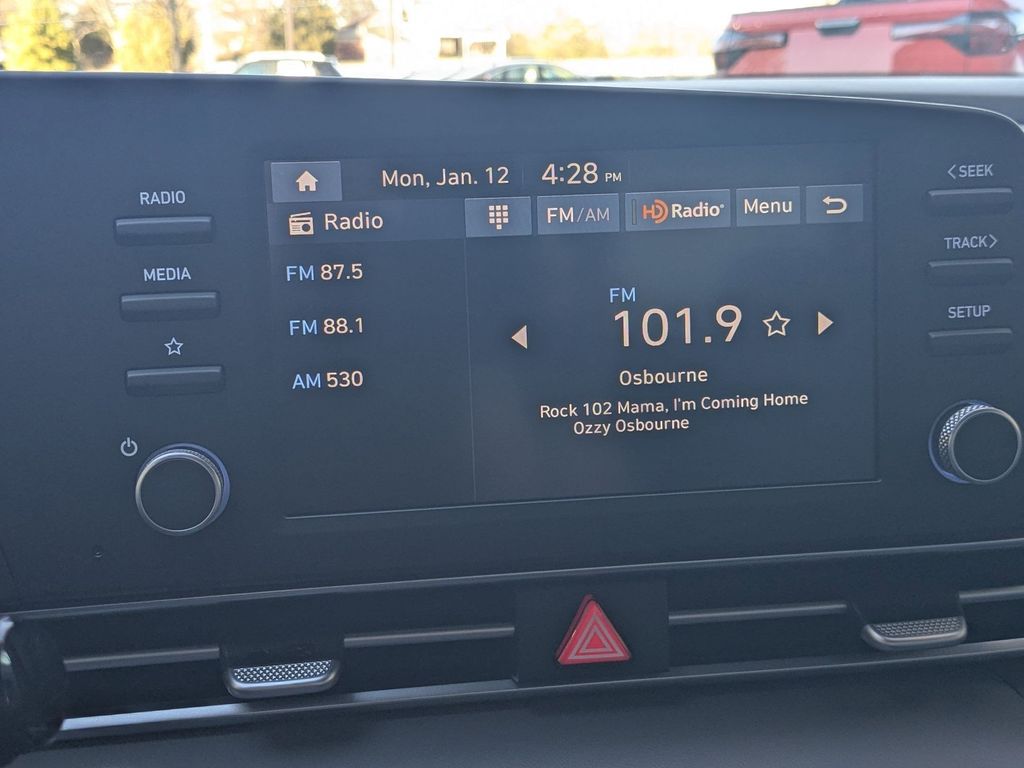 RADIO
MEDIA
Mon, Jan. 12 4:28 PM
Radio
FM/AM
HD Radio
Menu
FM 87.5
FM 88.1
AM 530
FM
101.9
Osbourne
Rock 102 Mama, I'm Coming Home
Ozzy Osbourne
<SEEK
TRACK>
SETUP